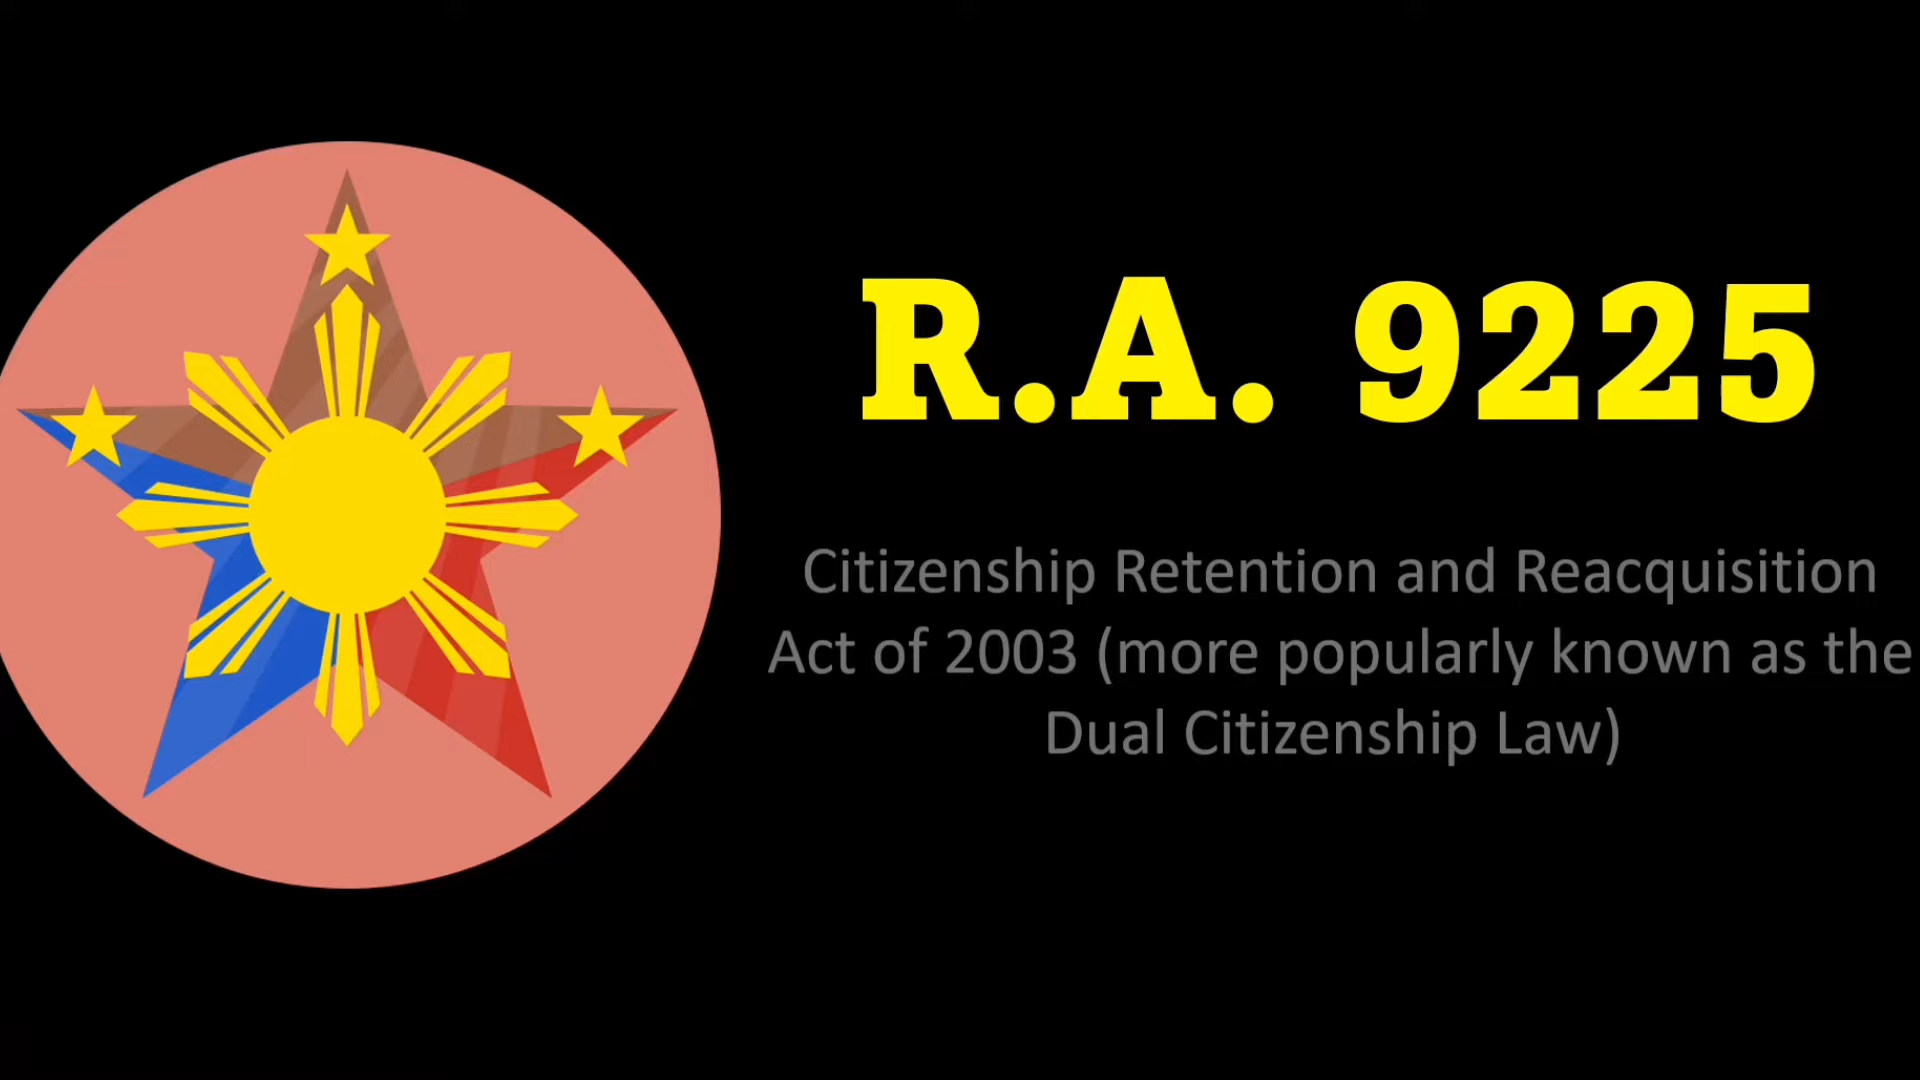 R.A. 9225
Citizenship Retention and Reacquisition
Act of 2003 (more popularly known as the
Dual Citizenship Law)